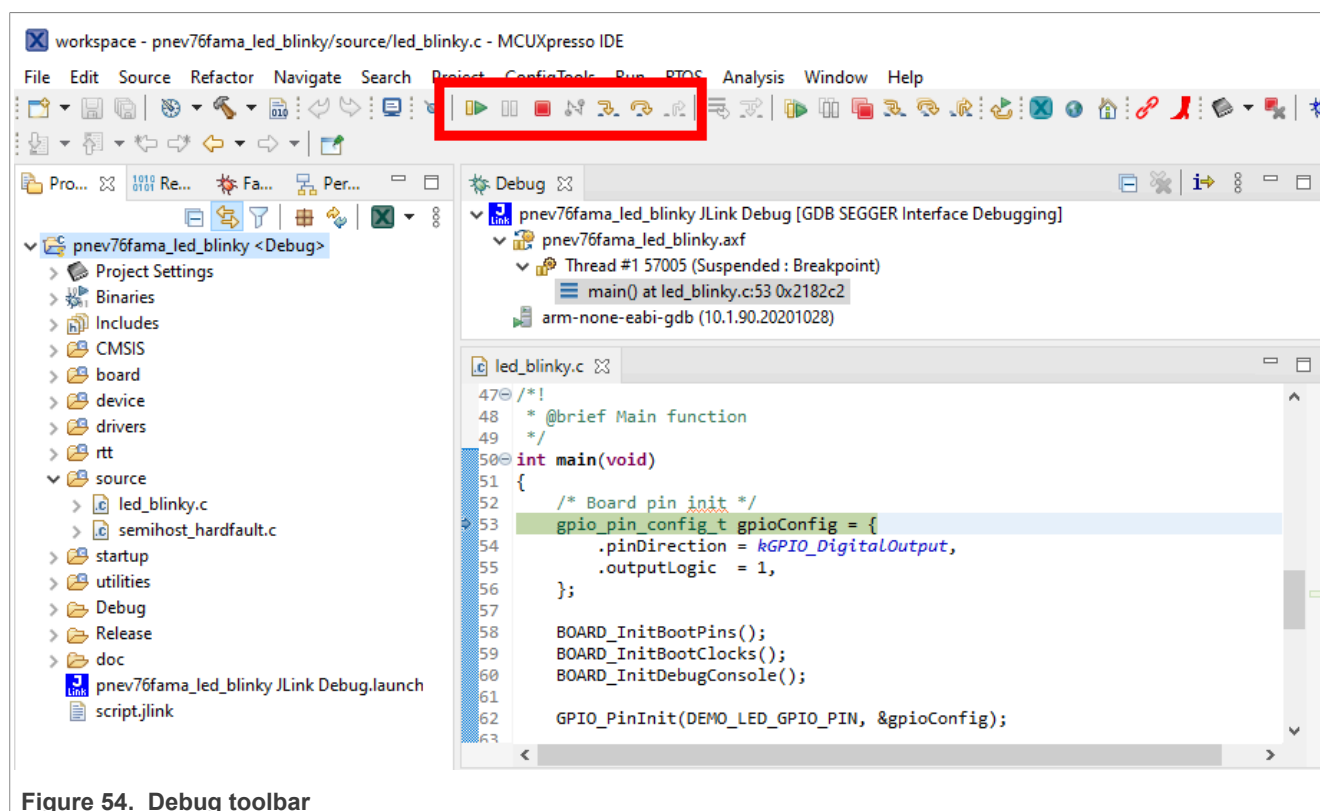 workspace - pnev76fama_led_blinky/source/led_blinky.c - MCUXpresso IDE
File Edit Source Refactor Navigate Search Project ConfigTools Run RTOS Analysis Window Help
Pro... Re... Fa... Per...
pnev76fama_led_blinky <Debug>
Project Settings
Binaries
Includes
CMSIS
board
device
drivers
rtt
source
led_blinky.c
semihost_hardfault.c
startup
utilities
Debug
Release
doc
pnev76fama_led_blinky JLink Debug.launch
script.jlink
Debug
pnev76fama_led_blinky JLink Debug [GDB SEGGER Interface Debugging]
pnev76fama_led_blinky.axf
Thread #1 57005 (Suspended : Breakpoint)
main() at led_blinky.c:53 0x2182c2
arm-none-eabi-gdb (10.1.90.20201028)
led_blinky.c
47 /*!
48 * @brief Main function
49 */
50 int main(void)
51 {
52 /* Board pin init */
53 gpio_pin_config_t gpioConfig = {
54 .pinDirection = kGPIO_DigitalOutput,
55 .outputLogic = 1,
56 };
57
58 BOARD_InitBootPins();
59 BOARD_InitBootClocks();
60 BOARD_InitDebugConsole();
61
62 GPIO_PinInit(DEMO_LED_GPIO_PIN, &gpioConfig);
63
Figure 54. Debug toolbar